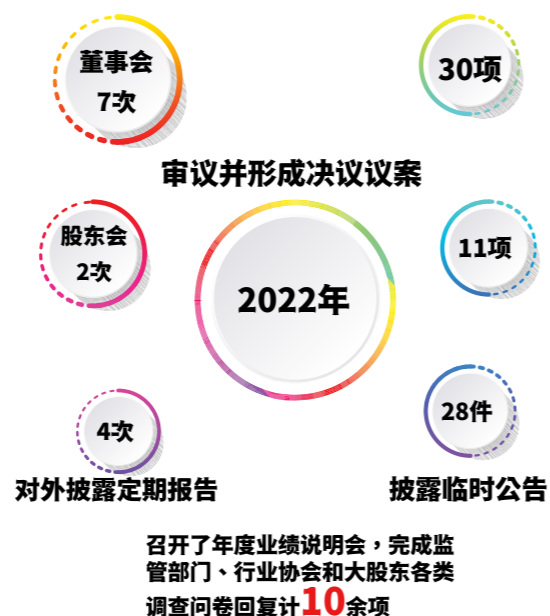 董事会
7次
30项
审议并形成决议议案
股东会
2次
11项
2022年
4次
28件
对外披露定期报告
披露临时公告
召开了年度业绩说明会，完成监
管部门、行业协会和大股东各类
调查问卷回复计10余项